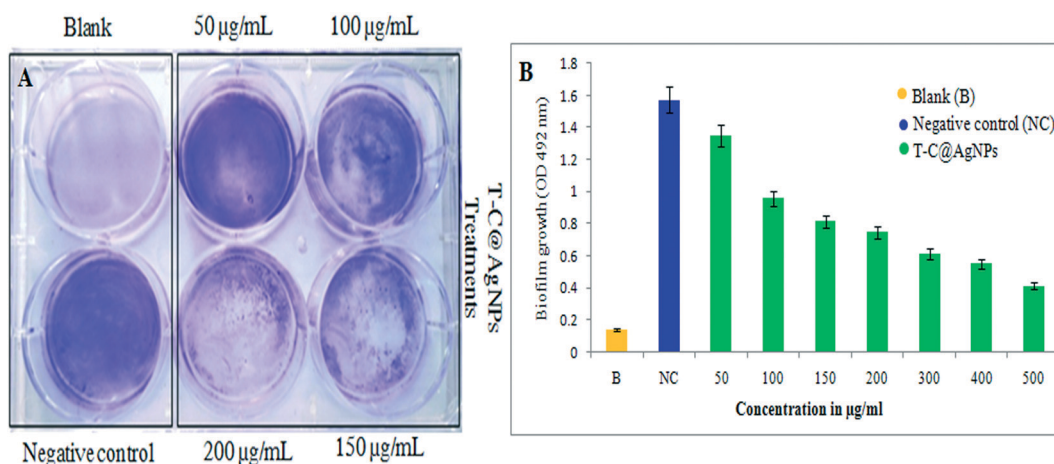 Blank 50 µg/mL 100 µg/mL
A
T-C@AgNPs
Treatments
Negative control 200 µg/mL 150 µg/mL
B
Blank (B)
Negative control (NC)
T-C@AgNPs
Biofilm growth (OD 492 nm)
1.8
1.6
1.4
1.2
1
0.8
0.6
0.4
0.2
0
B NC 50 100 150 200 300 400 500
Concentration in µg/ml